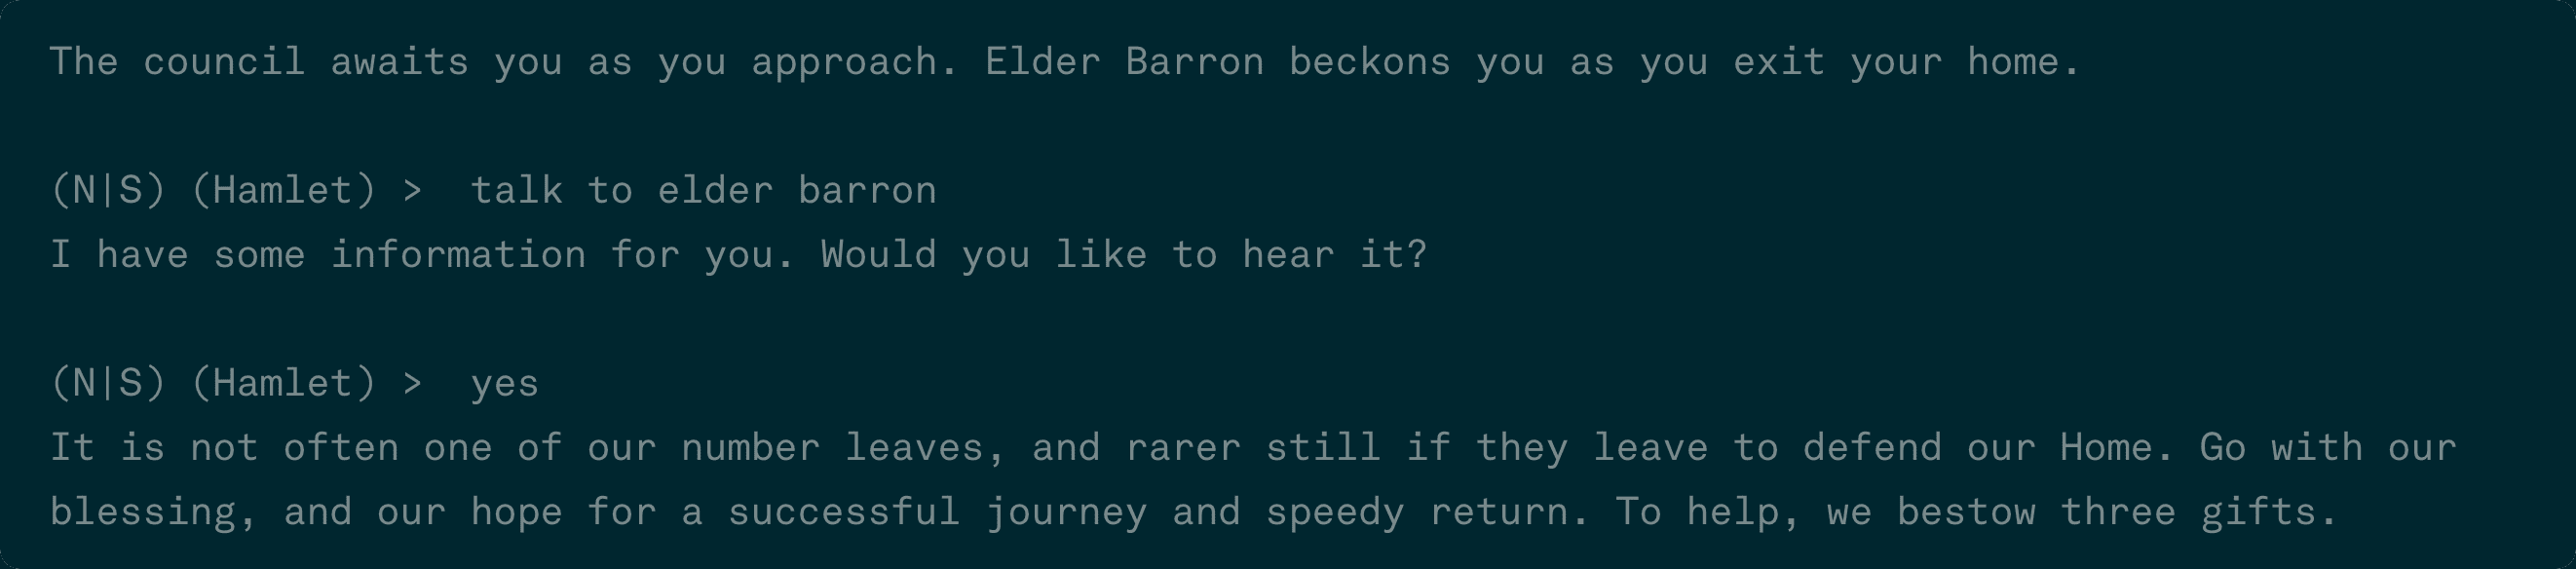 The council awaits you as you approach. Elder Barron beckons you as you exit your home.
(N|S) (Hamlet) >  talk to elder barron
I have some information for you. Would you like to hear it?
(N|S) (Hamlet) >  yes
It is not often one of our number leaves, and rarer still if they leave to defend our Home. Go with our
blessing, and our hope for a successful journey and speedy return. To help, we bestow three gifts.